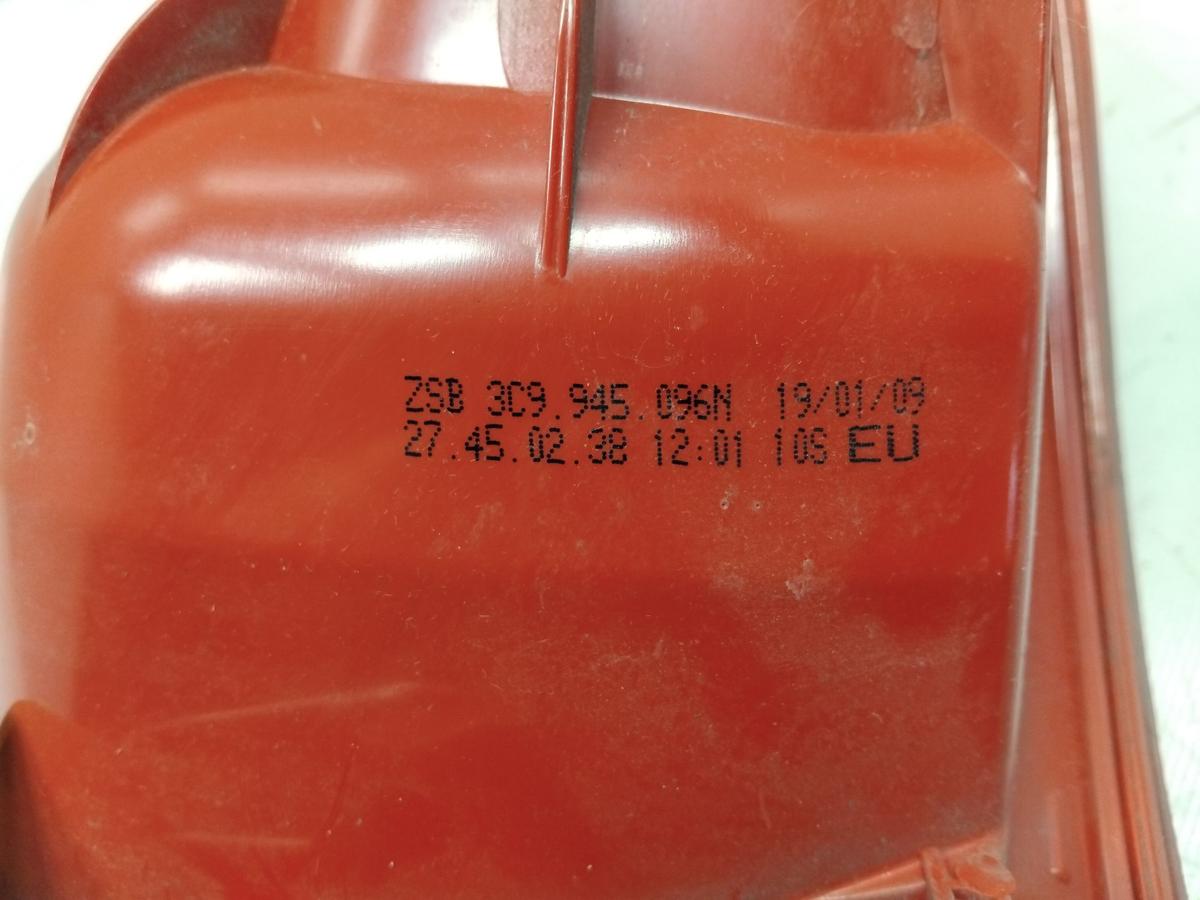 ZSB 3C9.945.096N 19/01/09
27.45.02.38 12:01 10S EU